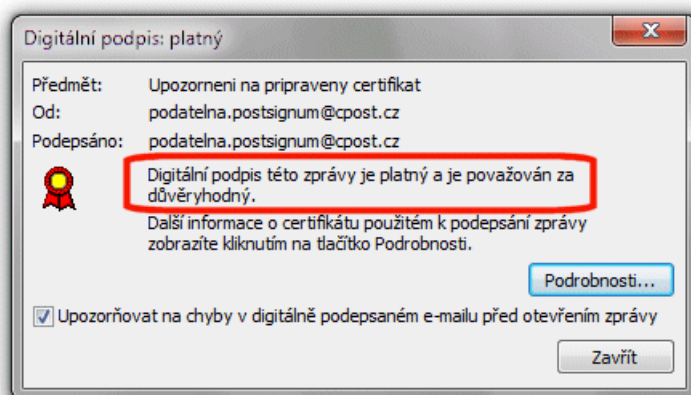 Digitální podpis: platný
Předmět: Upozorneni na pripraveny certifikat
Od: podatelna.postsignum@cpost.cz
Podepsáno: podatelna.postsignum@cpost.cz
Digitální podpis této zprávy je platný a je považován za
důvěryhodný.
Další informace o certifikátu použitém k podepsání zprávy
zobrazíte kliknutím na tlačítko Podrobnosti.
Podrobnosti...
Upozorňovat na chyby v digitálně podepsaném e-mailu před otevřením zprávy
Zavřít